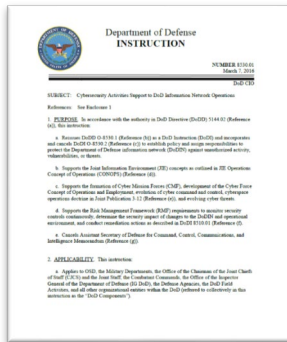 Department of Defense
INSTRUCTION
NUMBER 8530.01
March 7, 2016
DoD CIO
SUBJECT: Cybersecurity Activities Support to DoD Information Network Operations
References: See Enclosure 1
1. PURPOSE. In accordance with the authority in DoD Directive (DoDD) 5144.02 (Reference
(a)), this instruction:
a. Reissues DoDD O-8530.1 (Reference (b)) as a DoD Instruction (DoDI) and incorporates
and cancels DoDI O-8530.2 (Reference (c)) to establish policy and assign responsibilities to
protect the Department of Defense information network (DODIN) against unauthorized activity,
vulnerabilities, or threats.
b. Supports the Joint Information Environment (JIE) concepts as outlined in JIE Operations
Concept of Operations (CONOPS) (Reference (d)).
c. Supports the formation of Cyber Mission Forces (CMF), development of the Cyber Force
Concept of Operations and Employment, evolution of cyber command and control, cyberspace
operations doctrine in Joint Publication 3-12 (Reference (e)), and evolving cyber threats.
d. Supports the Risk Management Framework (RMF) requirements to monitor security
controls continuously, determine the security impact of changes to the DODIN and operational
environment, and conduct remediation actions as described in DoDI 8510.01 (Reference (f)).
e. Cancels Assistant Secretary of Defense for Command, Control, Communications, and
Intelligence Memorandum (Reference (g)).
2. APPLICABILITY. This instruction:
a. Applies to OSD, the Military Departments, the Office of the Chairman of the Joint Chiefs
of Staff (CJCS) and the Joint Staff, the Combatant Commands, the Office of the Inspector
General of the Department of Defense (IG DoD), the Defense Agencies, the DoD Field
Activities, and all other organizational entities within the DoD (referred to collectively in this
instruction as the "DoD Components").